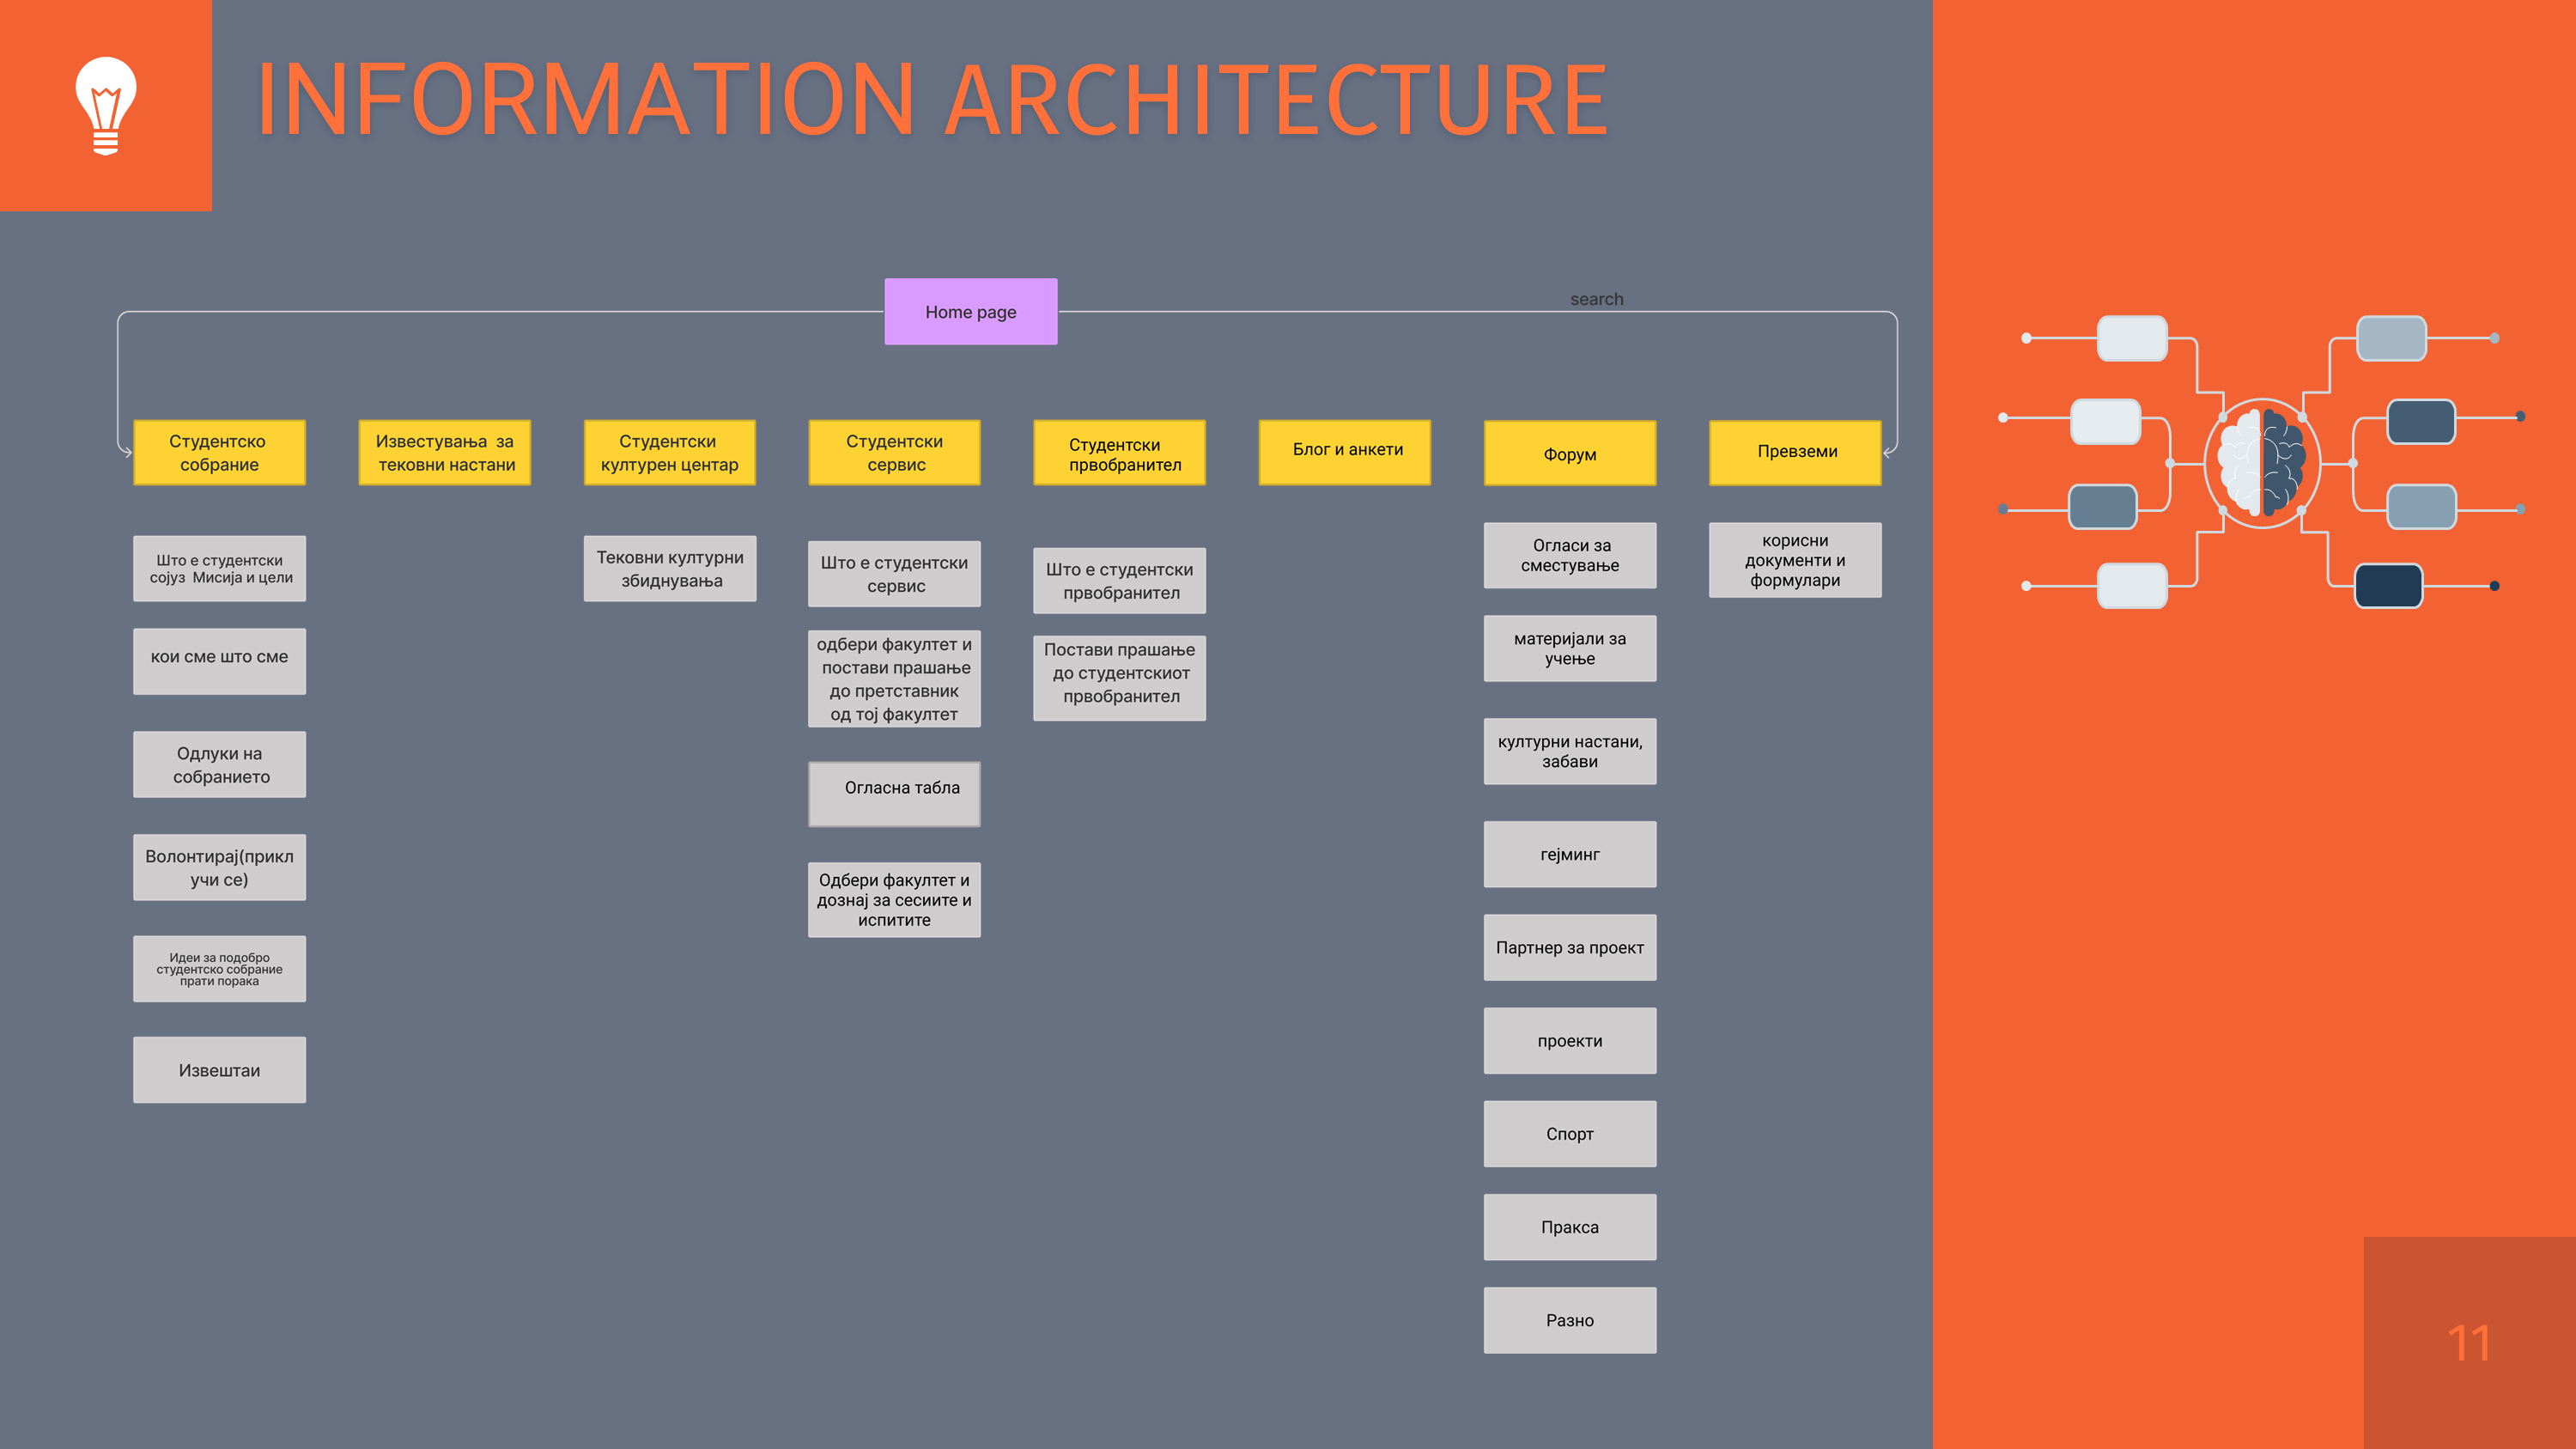 INFORMATION ARCHITECTURE
Home page
search
Студентско
собрание
Известувања за
тековни настани
Студентски
културен центар
Студентски
сервис
Студентски
првобранител
Блог и анкети
Форум
Превземи
Што е студентски
сојуз Мисија и цели
кои сме што сме
Одлуки на
собранието
Волонтирај(прикл
учи се)
Идеи за подобро
студентско собрание
прати порака
Извештаи
Тековни културни
збиднувања
Што е студентски
сервис
одбери факултет и
постави прашање
до претставник
од тој факултет
Огласна табла
Одбери факултет и
дознај за сесиите и
испитите
Што е студентски
првобранител
Постави прашање
до студентскиот
првобранител
Огласи за
сместување
материјали за
учење
културни настани,
забави
гејминг
Партнер за проект
проекти
Спорт
Пракса
Разно
корисни
документи и
формулари
11